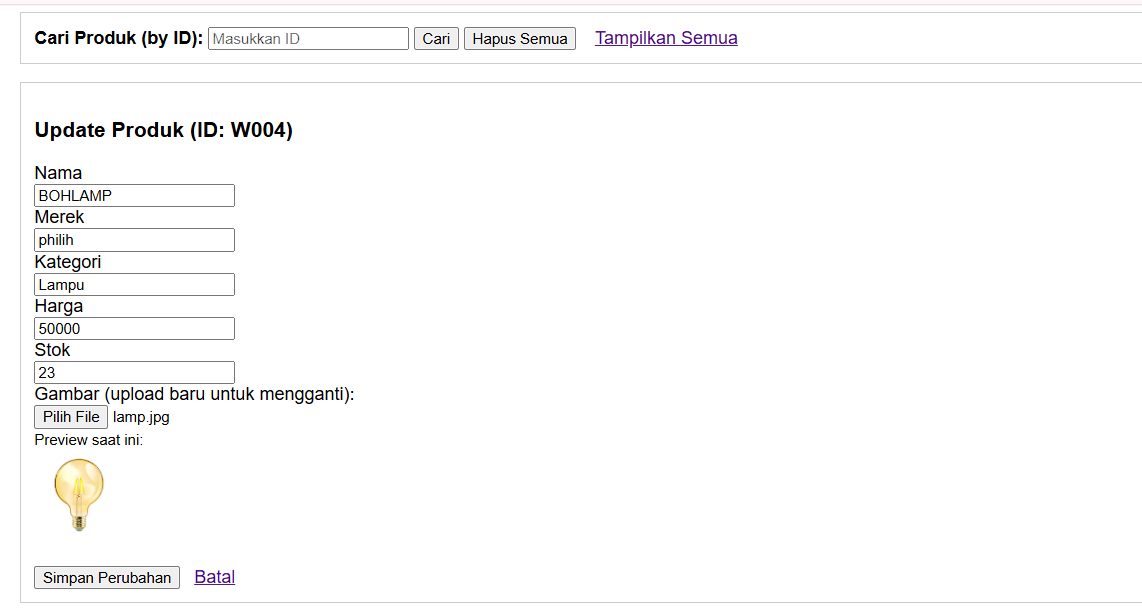 Cari Produk (by ID): Masukkan ID Cari Hapus Semua Tampilkan Semua
Update Produk (ID: W004)
Nama
BOHLAMP
Merek
philih
Kategori
Lampu
Harga
50000
Stok
23
Gambar (upload baru untuk mengganti):
Pilih File lamp.jpg
Preview saat ini:
Simpan Perubahan Batal